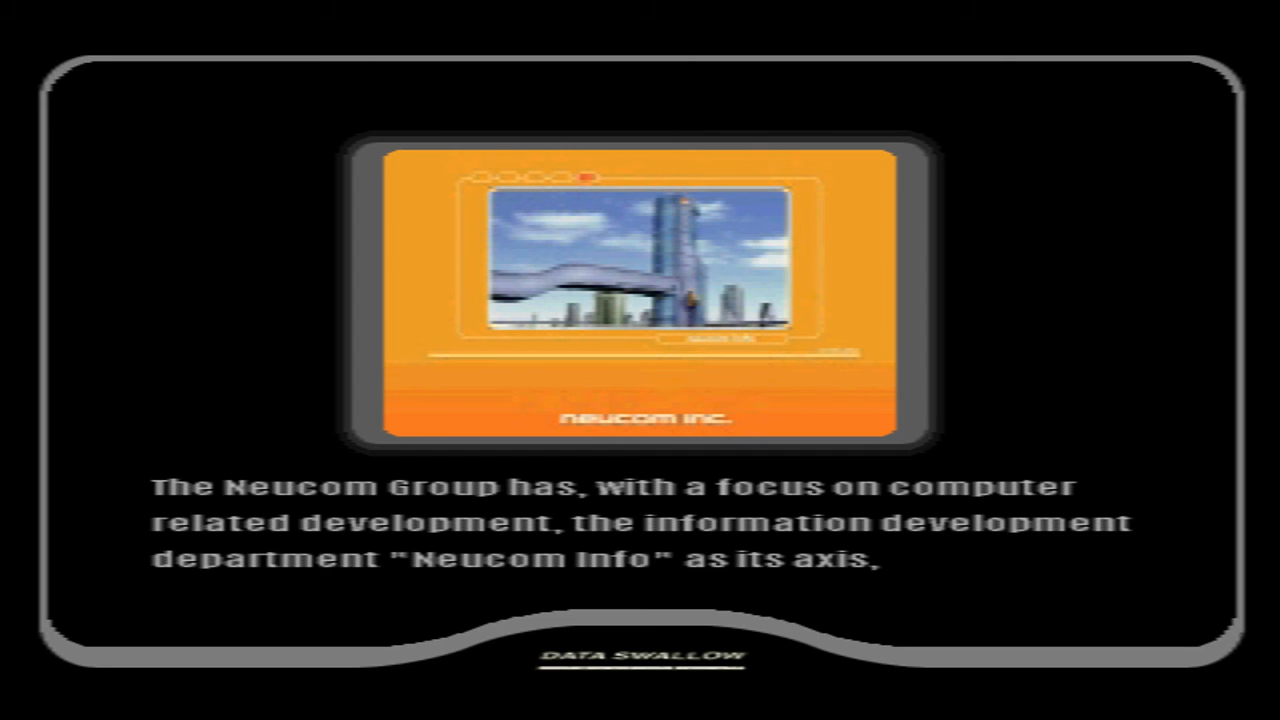 neucom inc.
The Neucom Group has, with a focus on computer
related development, the information development
department "Neucom Info" as its axis,
DATA SWALLOW